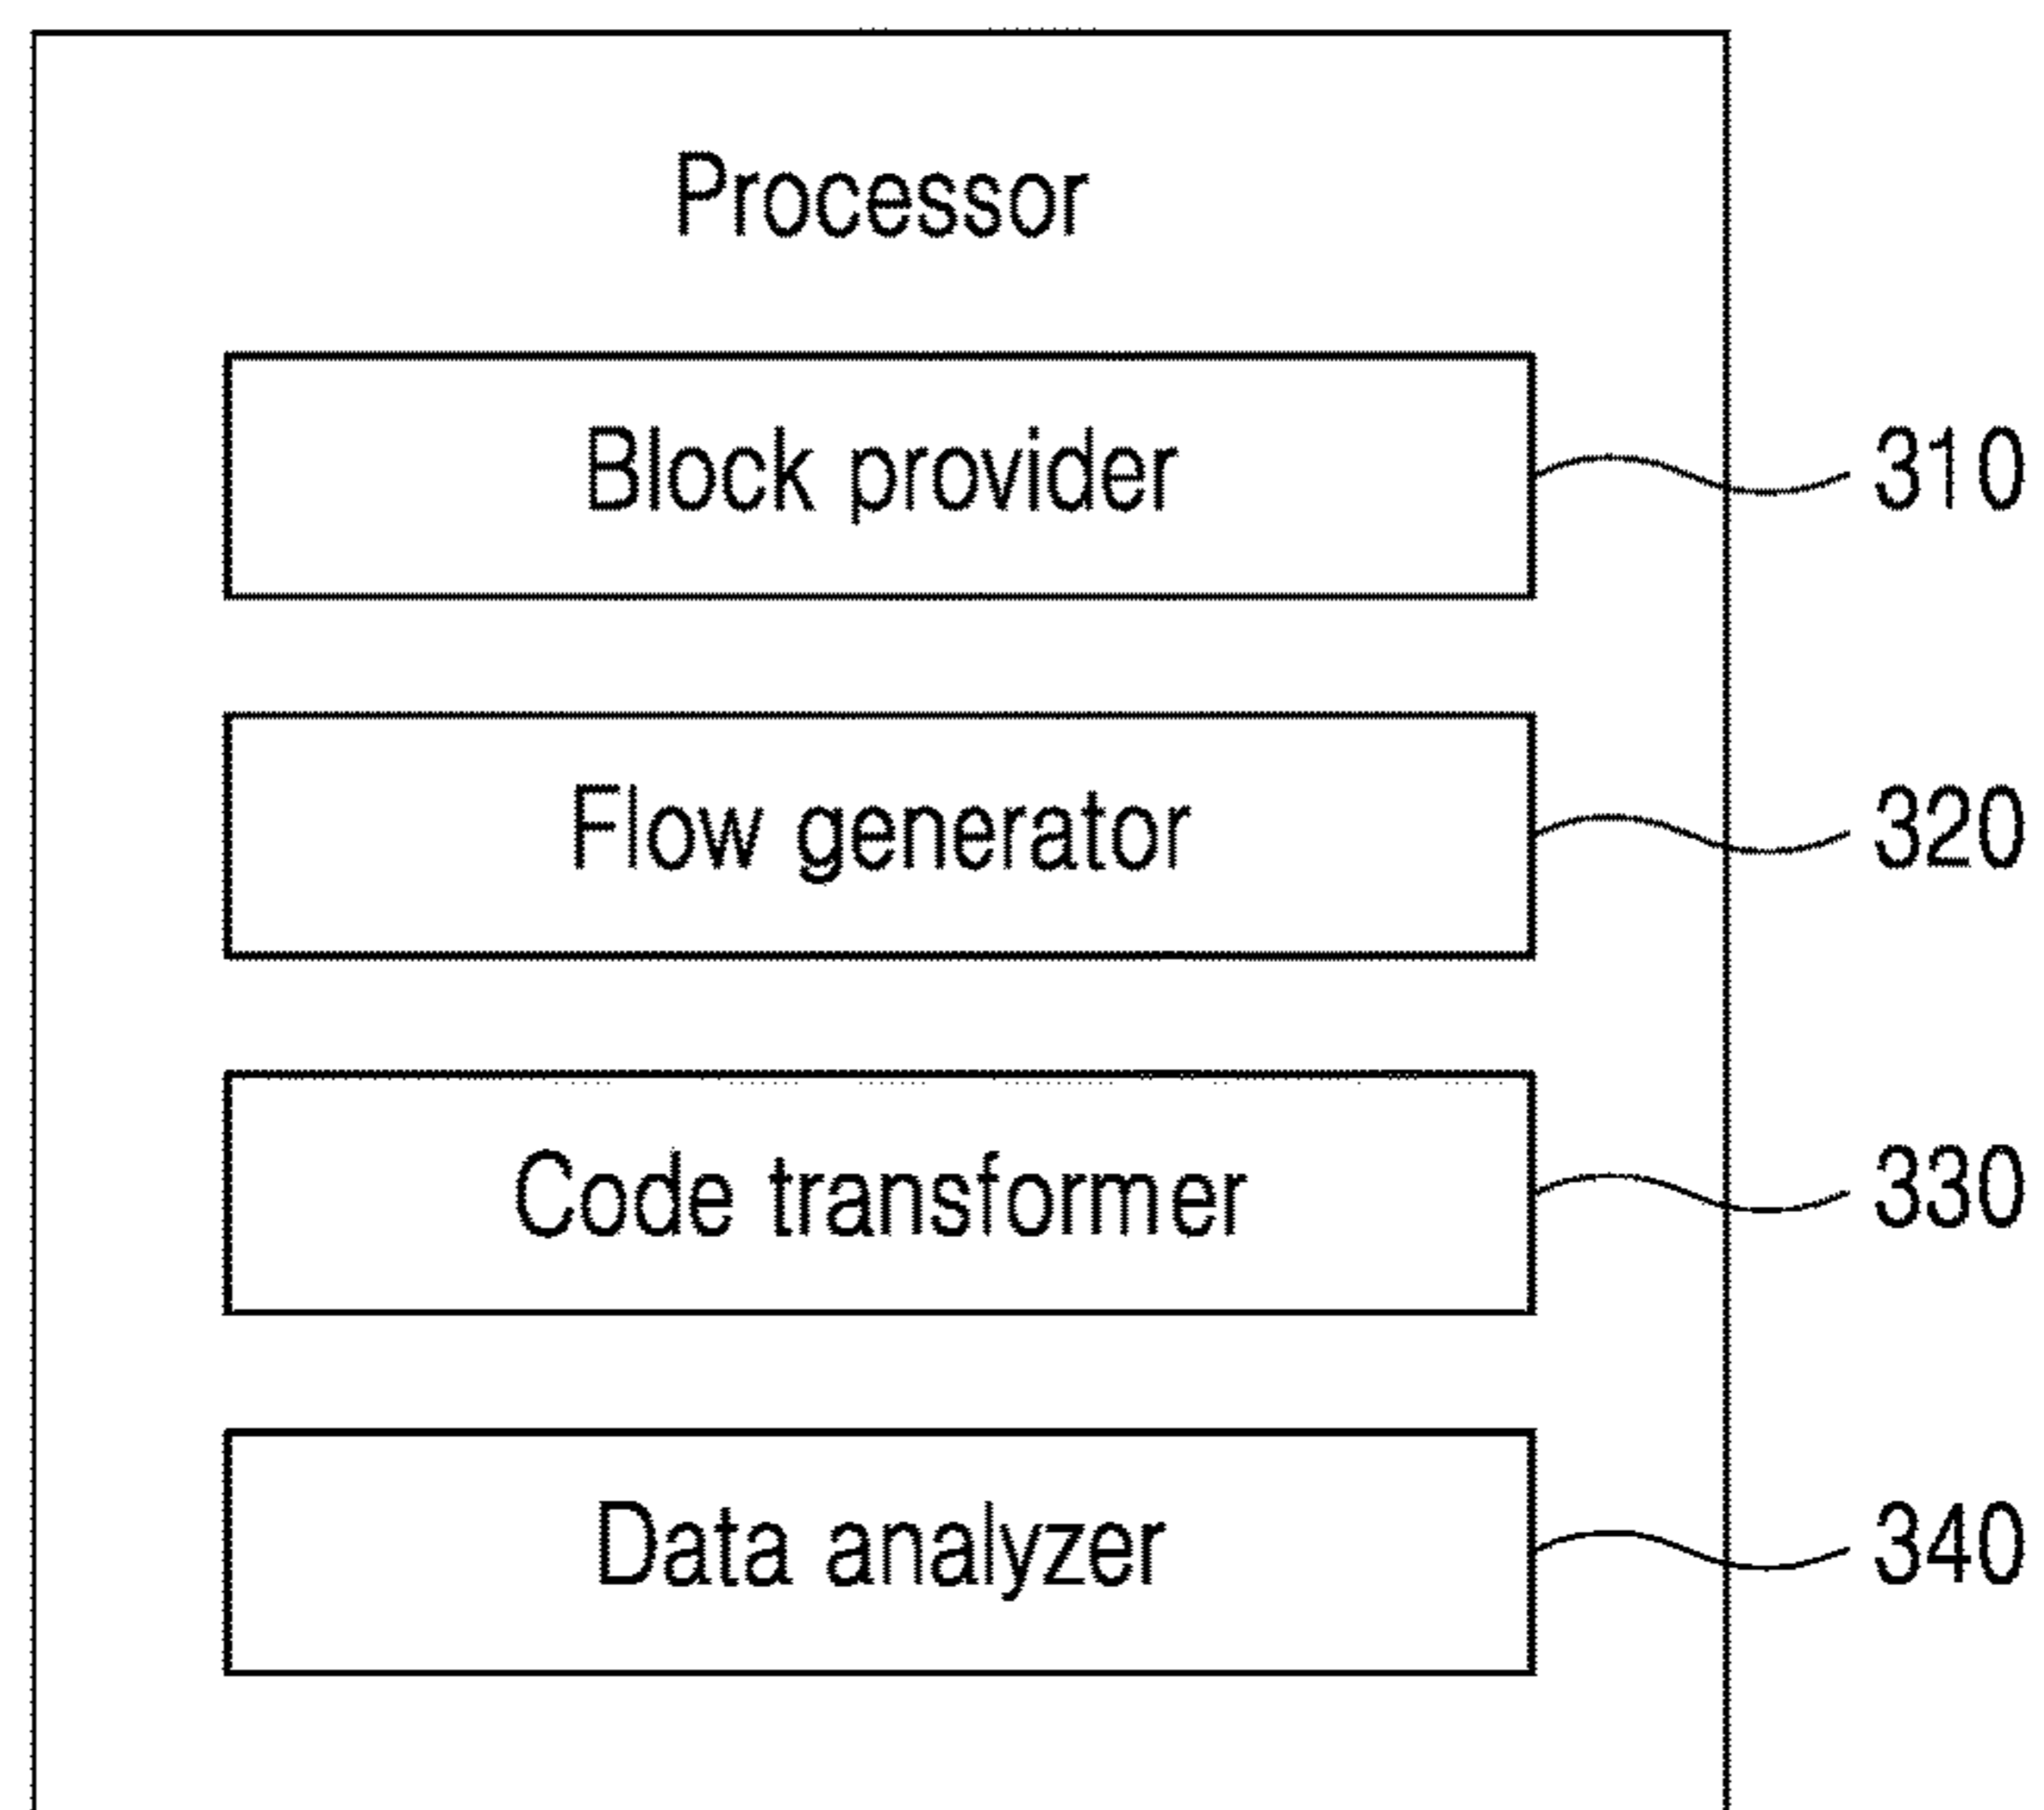 Processor
Block provider
310
Flow generator
320
Code transformer
330
Data analyzer
340